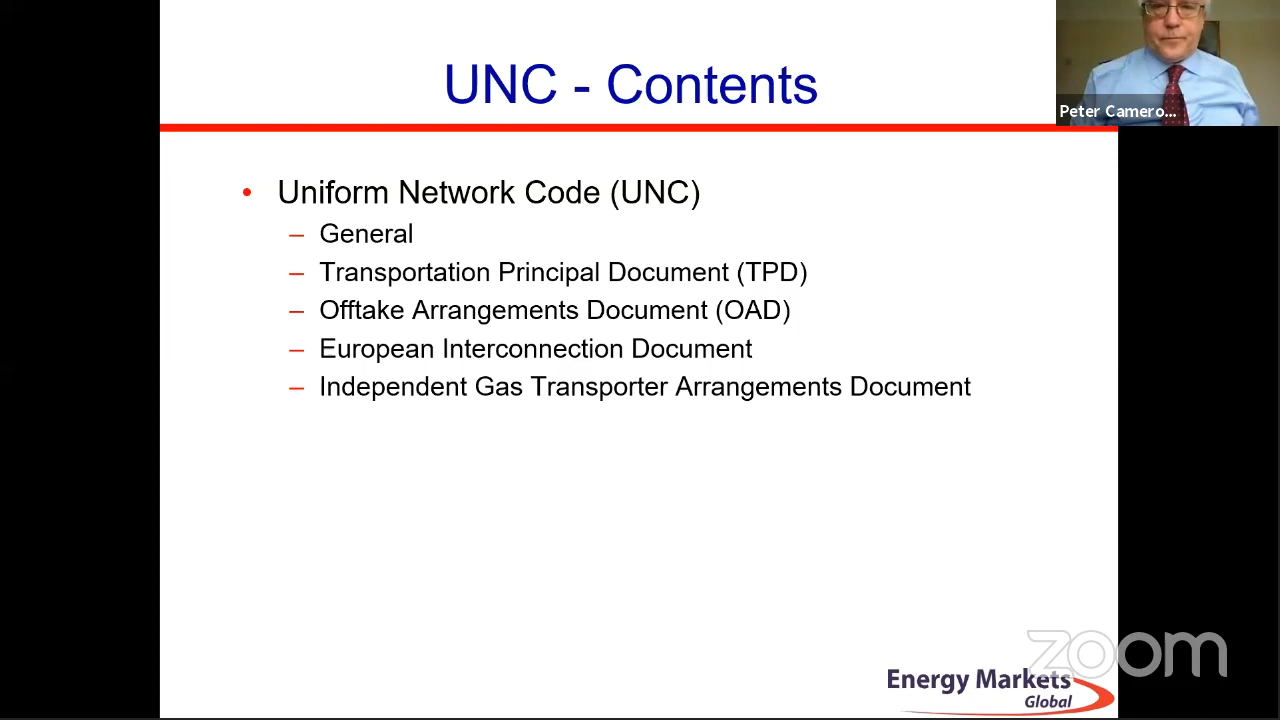 UNC - Contents
Peter Camero...
• Uniform Network Code (UNC)
– General
– Transportation Principal Document (TPD)
– Offtake Arrangements Document (OAD)
– European Interconnection Document
– Independent Gas Transporter Arrangements Document
zoom
Energy Markets
Global